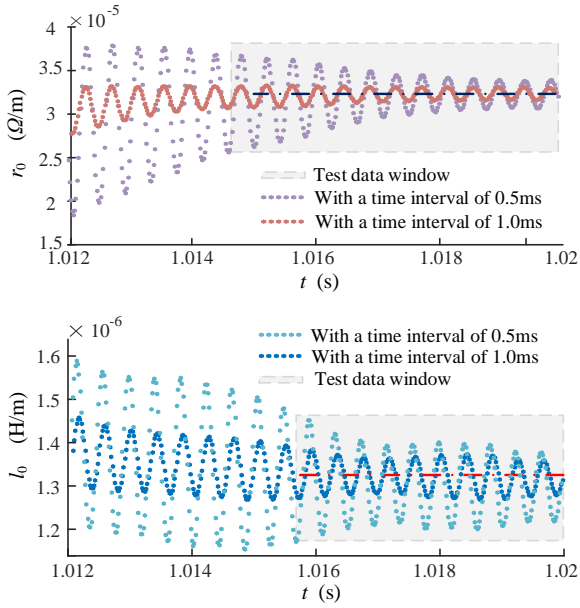 × 10⁻⁵
4
3.5
3
2.5
2
1.5
r₀ (Ω/m)
Test data window
With a time interval of 0.5ms
With a time interval of 1.0ms
1.012 1.014 1.016 1.018 1.02
t (s)
× 10⁻⁶
1.6
1.5
1.4
1.3
1.2
l₀ (H/m)
With a time interval of 0.5ms
With a time interval of 1.0ms
Test data window
1.012 1.014 1.016 1.018 1.02
t (s)